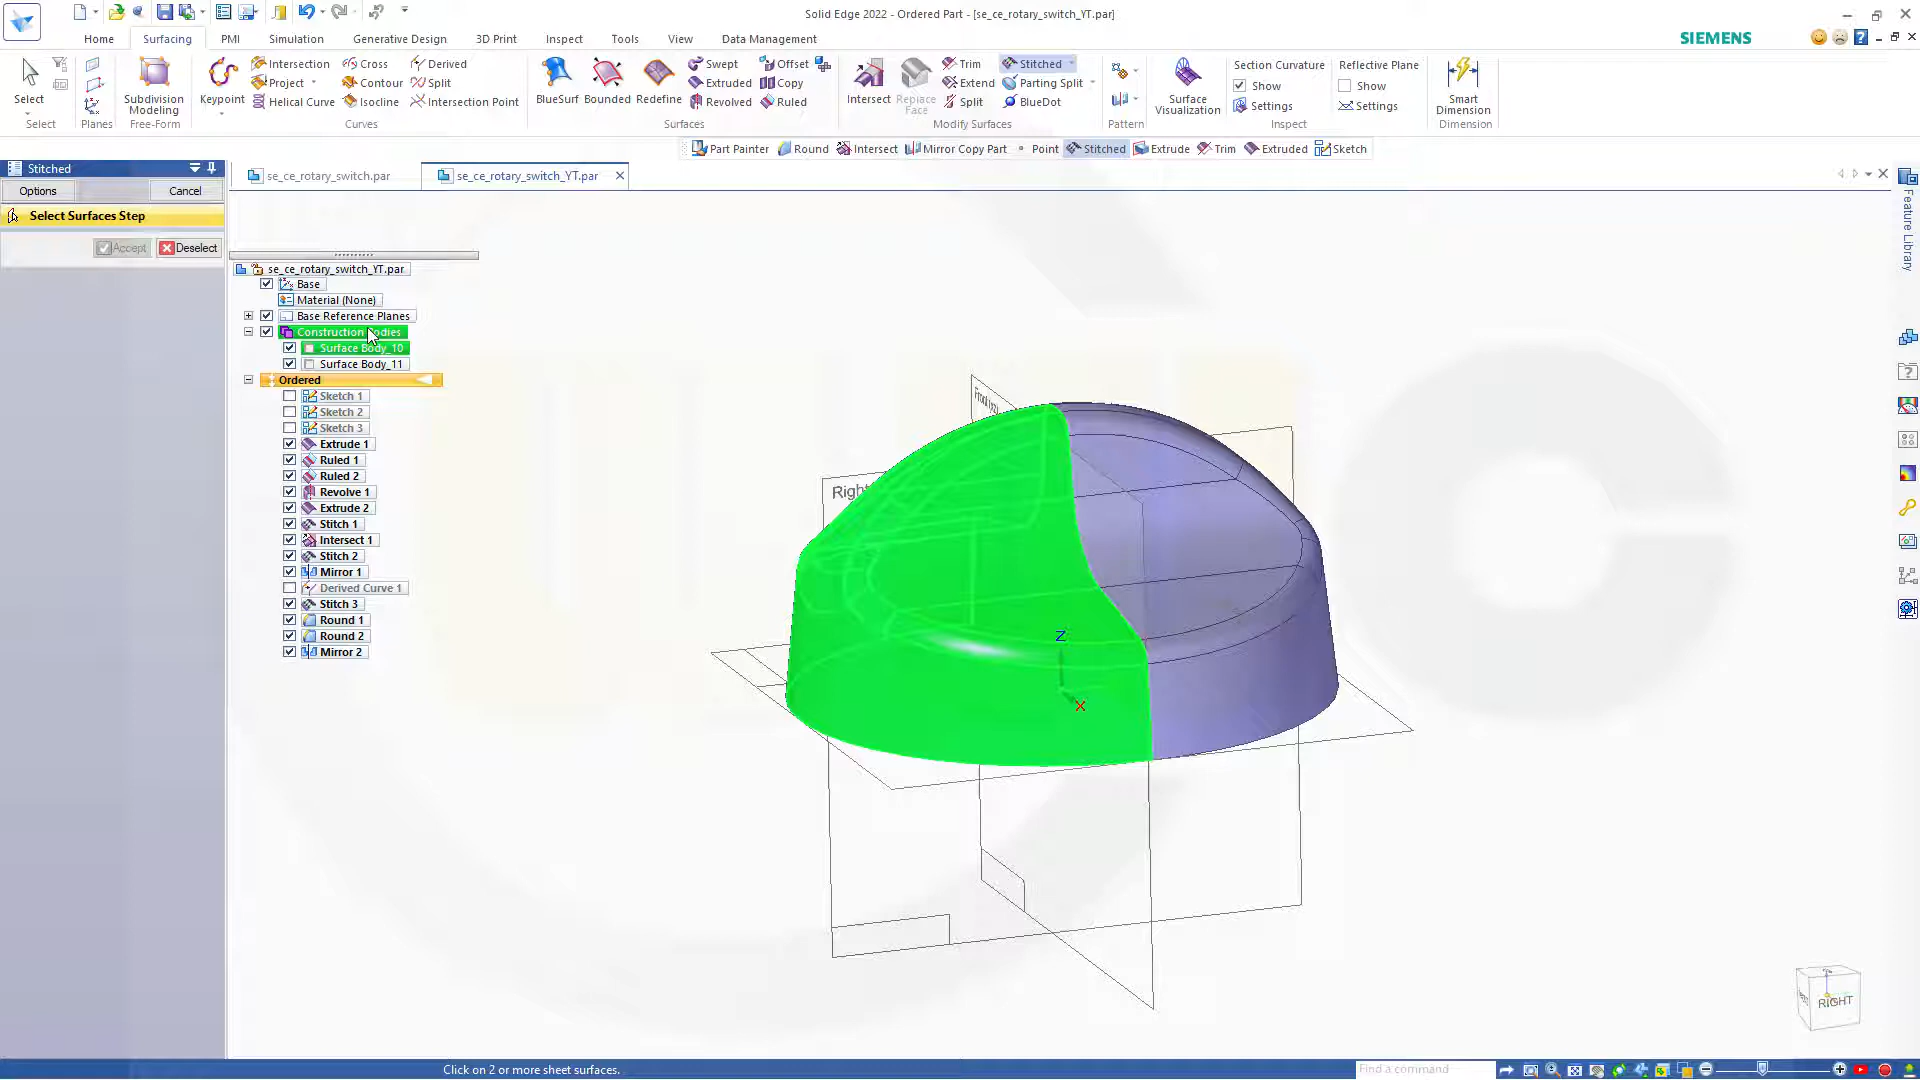 Solid Edge 2022 - Ordered Part - [se_ce_rotary_switch_YT.par]
Home
Surfacing
PMI
Simulation
Generative Design
3D Print
Inspect
Tools
View
Data Management
SIEMENS
Select
Select
Planes
Subdivision Modeling
Free-Form
Keypoint
Intersection
Project
Helical Curve
Cross
Contour
Isocline
Derived
Split
Intersection Point
Curves
BlueSurf
Bounded
Redefine
Swept
Extruded
Revolved
Offset
Copy
Ruled
Surfaces
Intersect
Replace Face
Trim
Extend
Split
Stitched
Parting Split
BlueDot
Modify Surfaces
Pattern
Surface Visualization
Section Curvature
Show
Settings
Reflective Plane
Show
Settings
Inspect
Smart Dimension
Dimension
Part Painter
Round
Intersect
Mirror Copy Part
Point
Stitched
Extrude
Trim
Extruded
Sketch
Stitched
Options
Cancel
Select Surfaces Step
Accept
Deselect
se_ce_rotary_switch.par
se_ce_rotary_switch_YT.par
se_ce_rotary_switch_YT.par
Base
Material (None)
Base Reference Planes
Construction Bodies
Surface Body_10
Surface Body_11
Ordered
Sketch 1
Sketch 2
Sketch 3
Extrude 1
Ruled 1
Ruled 2
Revolve 1
Extrude 2
Stitch 1
Intersect 1
Stitch 2
Mirror 1
Derived Curve 1
Stitch 3
Round 1
Round 2
Mirror 2
Right
Z
X
RIGHT
Feature Library
Click on 2 or more sheet surfaces.
Find a command